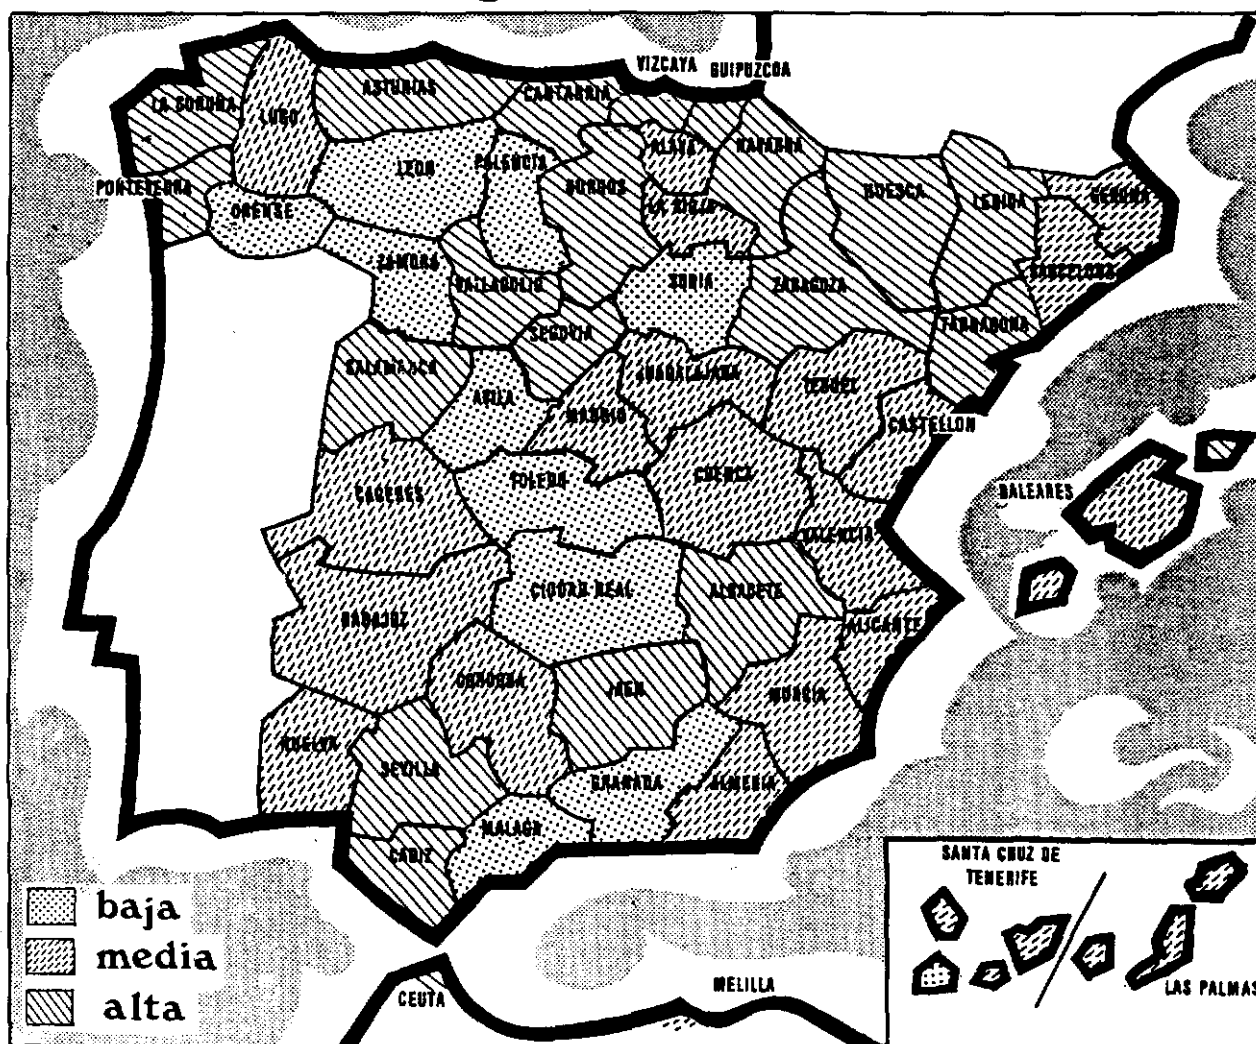 VIZCAYA
GUIPUZCOA
ASTURIAS
CANTABRIA
LA CORUÑA
LUGO
ALAVA
NAVARRA
LEON
PALENCIA
BURGOS
HUESCA
LERIDA
GERONA
PONTEVEDRA
ORENSE
LA RIOJA
ZAMORA
VALLADOLID
SORIA
ZARAGOZA
BARCELONA
TARRAGONA
SEGOVIA
SALAMANCA
AVILA
MADRID
GUADALAJARA
TERUEL
CASTELLON
CACERES
TOLEDO
CUENCA
BALEARES
VALENCIA
BADAJOZ
CIUDAD REAL
ALBACETE
ALICANTE
CORDOBA
JAEN
MURCIA
HUELVA
SEVILLA
GRANADA
ALMERIA
MALAGA
CADIZ
SANTA CRUZ DE
TENERIFE
LAS PALMAS
baja
media
alta
CEUTA
MELILLA